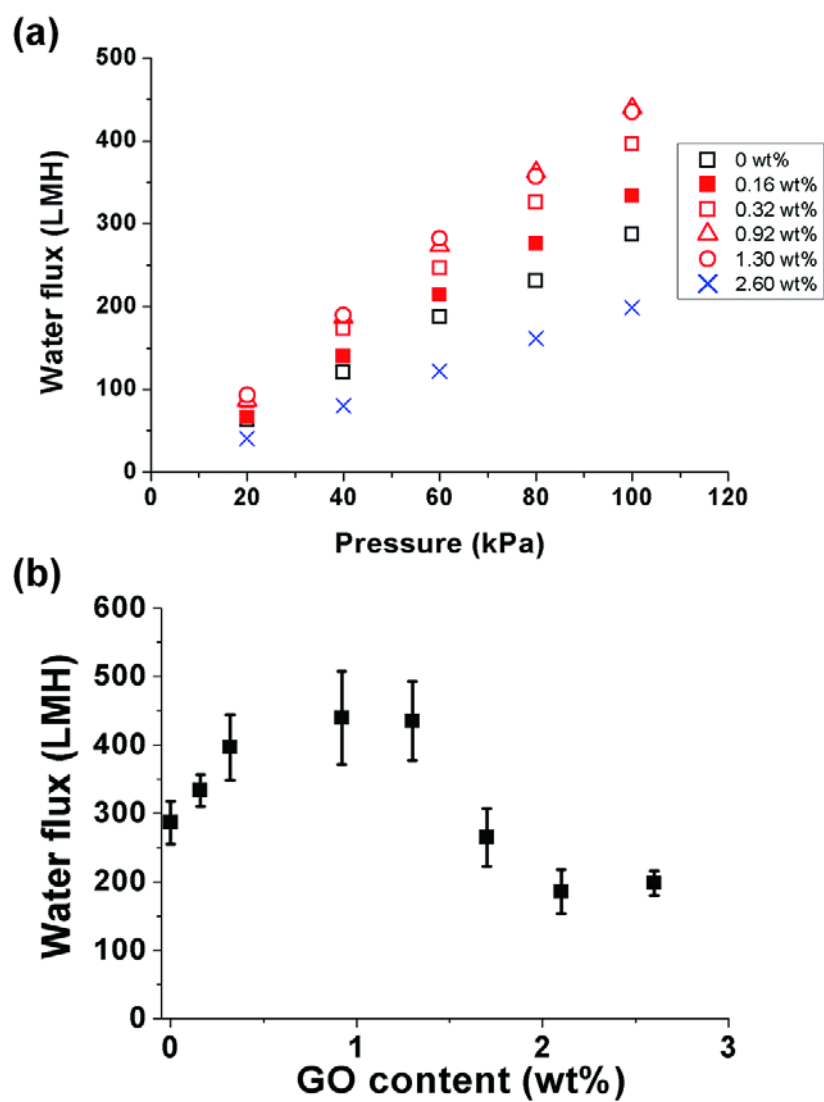 (a)
500
400
300
200
100
0
Water flux (LMH)
0 20 40 60 80 100 120
Pressure (kPa)
0 wt%
0.16 wt%
0.32 wt%
0.92 wt%
1.30 wt%
2.60 wt%
(b)
600
500
400
300
200
100
0
Water flux (LMH)
0 1 2 3
GO content (wt%)